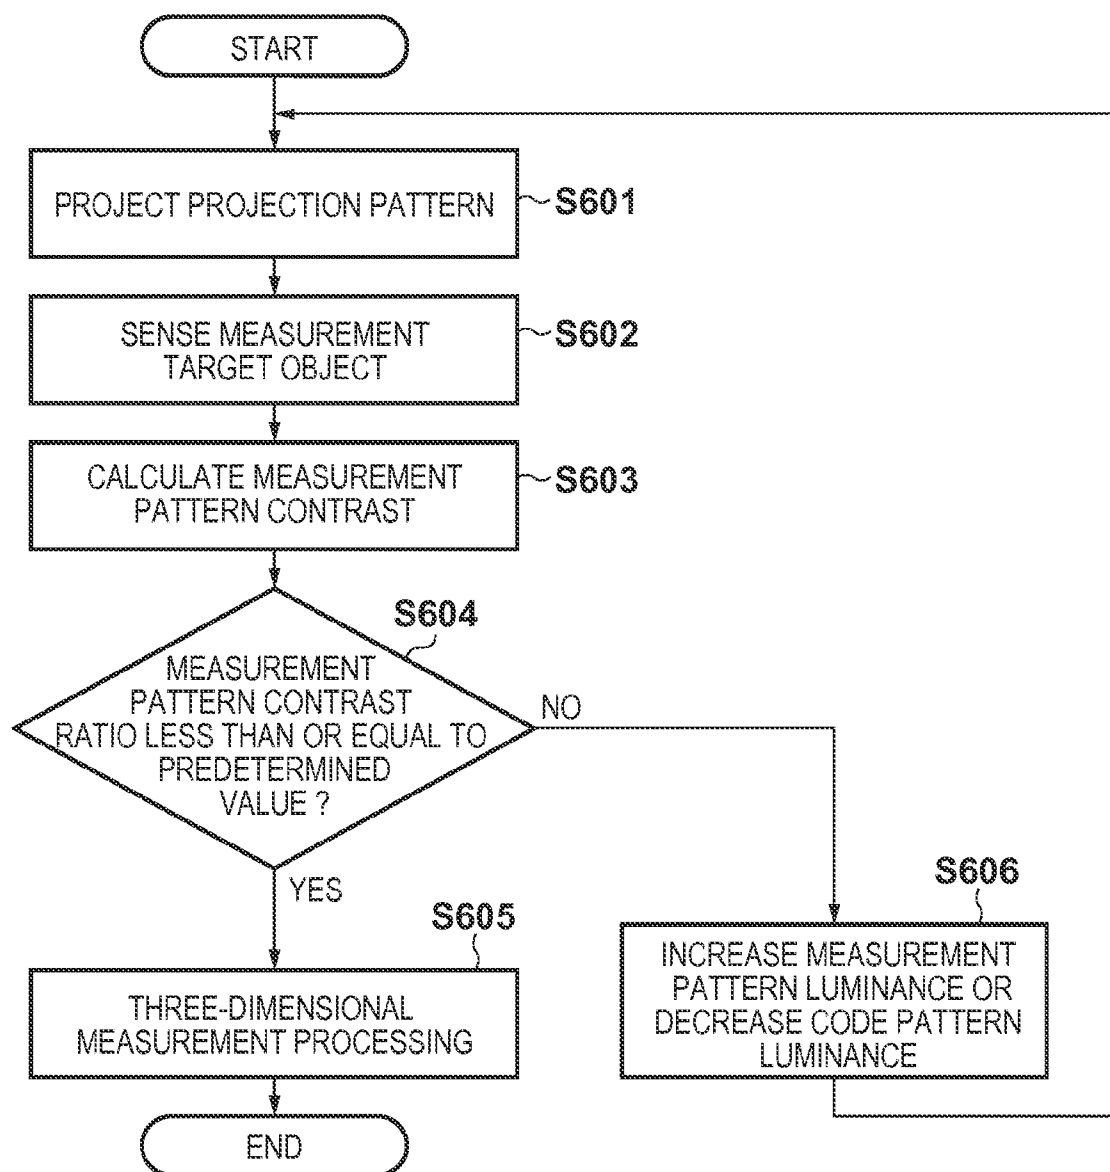 START
PROJECT PROJECTION PATTERN
S601
SENSE MEASUREMENT
TARGET OBJECT
S602
CALCULATE MEASUREMENT
PATTERN CONTRAST
S603
S604
MEASUREMENT
PATTERN CONTRAST
RATIO LESS THAN OR EQUAL TO
PREDETERMINED
VALUE ?
NO
YES
S605
THREE-DIMENSIONAL
MEASUREMENT PROCESSING
S606
INCREASE MEASUREMENT
PATTERN LUMINANCE OR
DECREASE CODE PATTERN
LUMINANCE
END